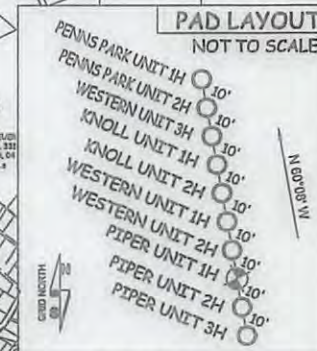 PAD LAYOUT
NOT TO SCALE
PENNS PARK UNIT 1H
10'
PENNS PARK UNIT 2H
10'
WESTERN UNIT 3H
10'
KNOLL UNIT 1H
10'
KNOLL UNIT 2H
10'
WESTERN UNIT 1H
10'
WESTERN UNIT 2H
10'
PIPER UNIT 1H
10'
PIPER UNIT 2H
10'
PIPER UNIT 3H
N 60°08' W
GRID NORTH